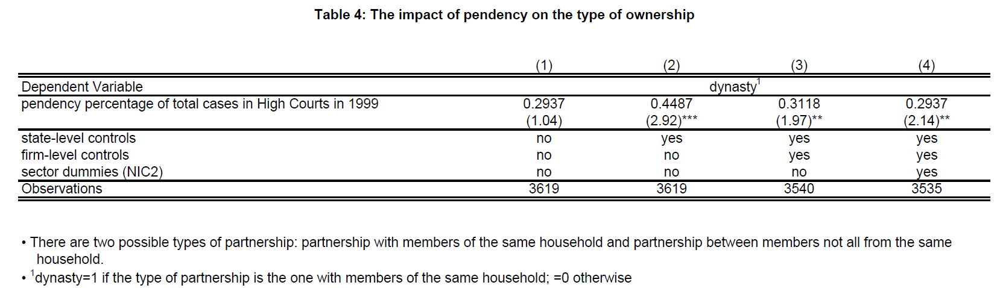 Table 4: The impact of pendency on the type of ownership
(1) (2) (3) (4)
Dependent Variable dynasty1
pendency percentage of total cases in High Courts in 1999 0.2937 0.4487 0.3118 0.2937
(1.04) (2.92)*** (1.97)** (2.14)**
state-level controls no yes yes yes
firm-level controls no no yes yes
sector dummies (NIC2) no no no yes
Observations 3619 3619 3540 3535
• There are two possible types of partnership: partnership with members of the same household and partnership between members not all from the same
household.
• 1dynasty=1 if the type of partnership is the one with members of the same household; =0 otherwise